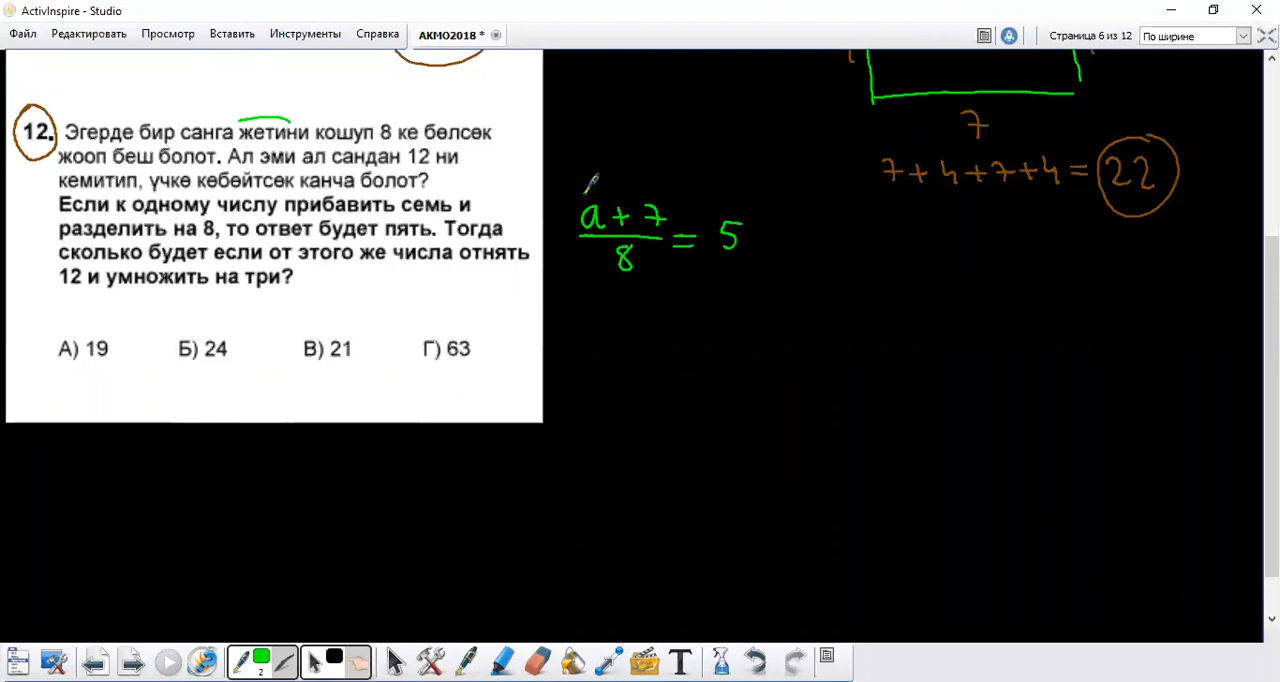 ActivInspire - Studio
Файл Редактировать Просмотр Вставить Инструменты Справка АКМО2018 * Страница 6 из 12 По ширине
12. Эгерде бир санга жетини кошуп 8 ке бөлсөк
жооп беш болот. Ал эми ал сандан 12 ни
кемитип, үчкө көбөйтсөк канча болот?
Если к одному числу прибавить семь и
разделить на 8, то ответ будет пять. Тогда
сколько будет если от этого же числа отнять
12 и умножить на три?
А) 19 Б) 24 В) 21 Г) 63
a + 7
8
= 5
7
7 + 4 + 7 + 4 = 22
2